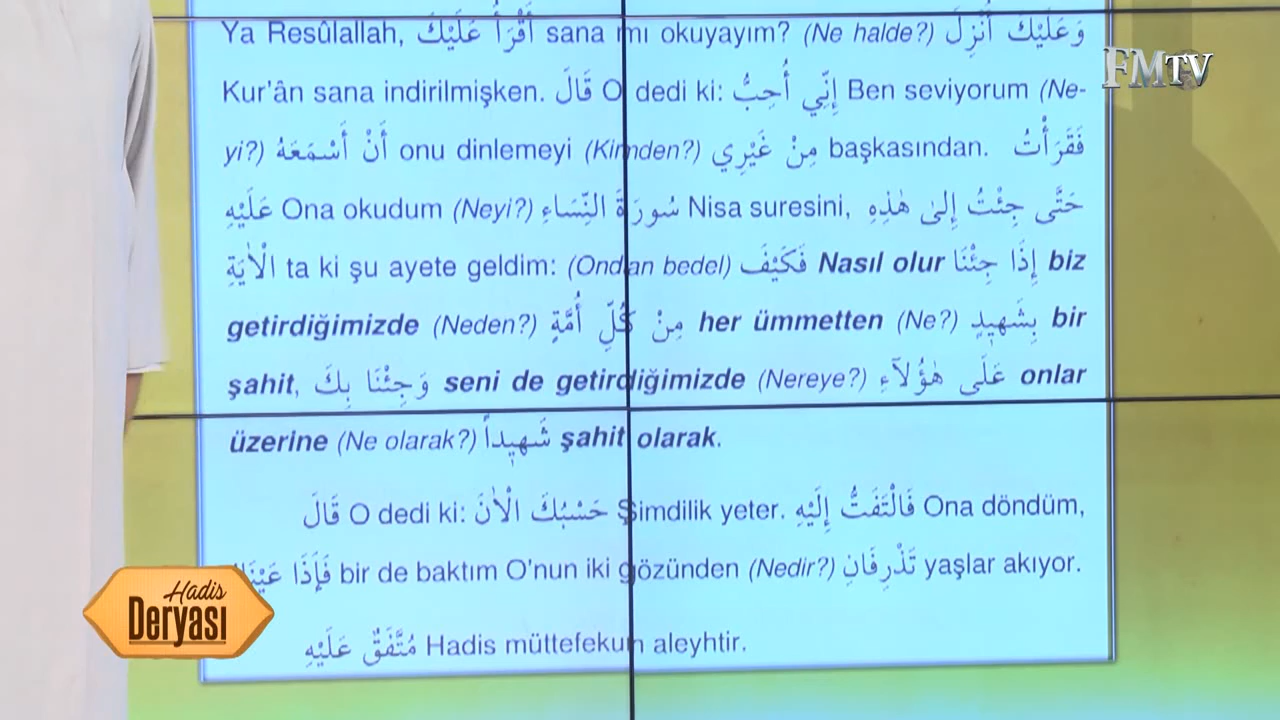 Ya Resûlallah, أَقْرَأُ عَلَيْكَ sana mı okuyayım? (Ne halde?) وَعَلَيْكَ أُنْزِلَ
Kur'ân sana indirilmişken. قَالَ O dedi ki: إِنِّي أُحِبُّ Ben seviyorum (Ne-
yi?) أَنْ أَسْمَعَهُ onu dinlemeyi (Kimden?) مِنْ غَيْرِي başkasından. فَقَرَأْتُ
عَلَيْهِ Ona okudum (Neyi?) سُورَةَ النِّسَاءِ Nisa suresini, حَتَّى جِئْتُ إِلىٰ هٰذِهِ
الْاٰيَةِ ta ki şu ayete geldim: (Ondan bedel) فَكَيْفَ Nasıl olur إِذَا جِئْنَا biz
getirdiğimizde (Neden?) مِنْ كُلِّ أُمَّةٍ her ümmetten (Ne?) بِشَهِيدٍ bir
şahit, وَجِئْنَا بِكَ seni de getirdiğimizde (Nereye?) عَلَى هٰؤُلَآءِ onlar
üzerine (Ne olarak?) شَهِيداً şahit olarak.
قَالَ O dedi ki: حَسْبُكَ الْاٰنَ Şimdilik yeter. فَالْتَفَتُّ إِلَيْهِ Ona döndüm,
فَإِذَا عَيْنَاهُ bir de baktım O'nun iki gözünden (Nedir?) تَذْرِفَانِ yaşlar akıyor.
مُتَّفَقٌ عَلَيْهِ Hadis müttefekun aleyhtir.
FMTV
Hadis
Deryası